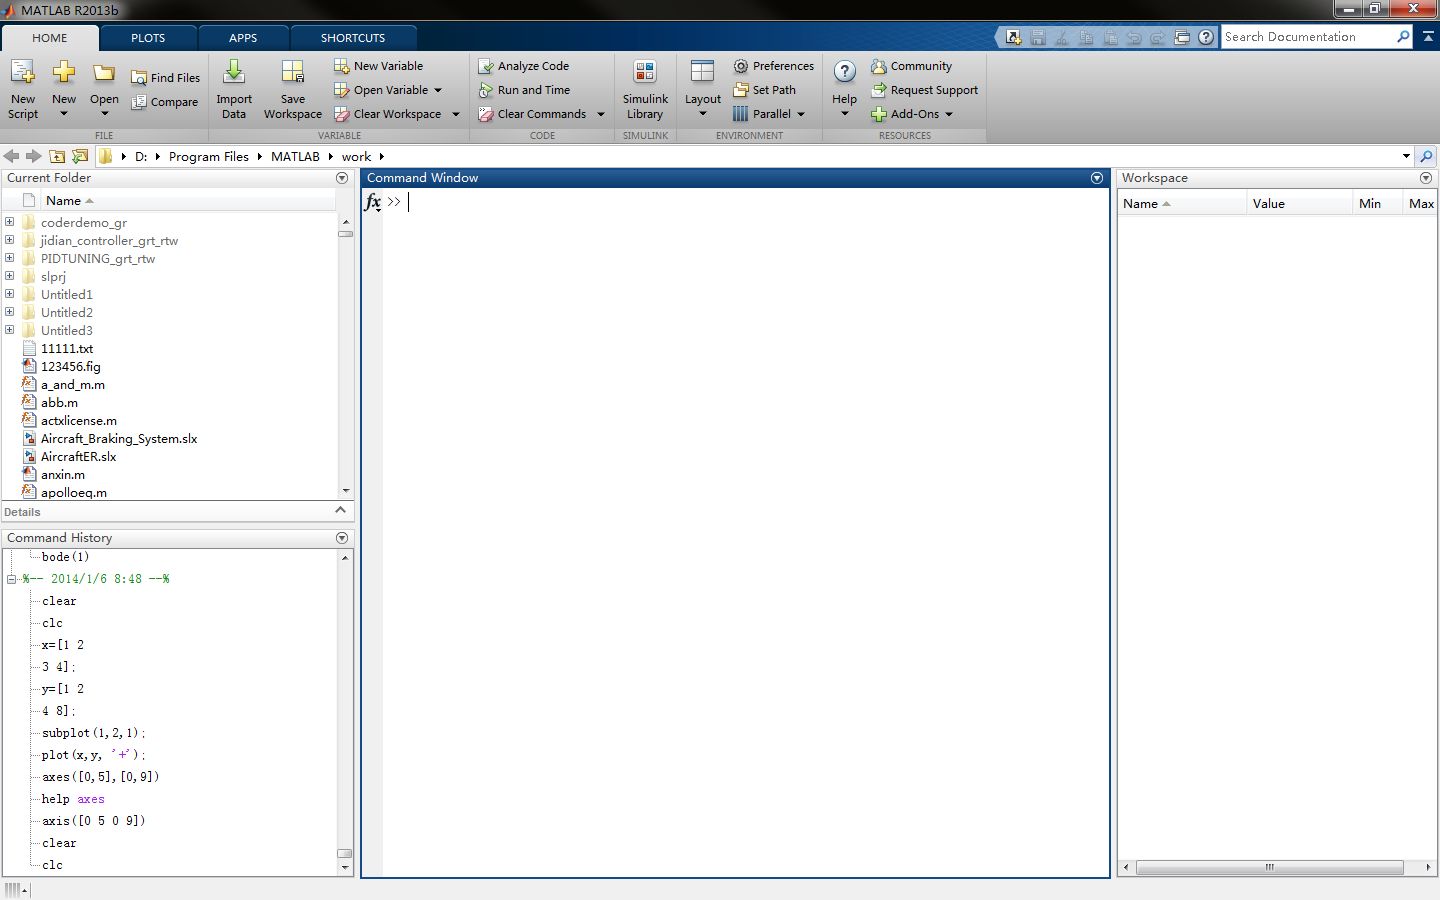 MATLAB R2013b
HOME PLOTS APPS SHORTCUTS
Search Documentation
New Script
New
Open
Find Files
Compare
FILE
Import Data
Save Workspace
New Variable
Open Variable
Clear Workspace
VARIABLE
Analyze Code
Run and Time
Clear Commands
CODE
Simulink Library
SIMULINK
Layout
Preferences
Set Path
Parallel
ENVIRONMENT
Help
Community
Request Support
Add-Ons
RESOURCES
D: Program Files MATLAB work
Current Folder
Name
coderdemo_gr
jidian_controller_grt_rtw
PIDTUNING_grt_rtw
slprj
Untitled1
Untitled2
Untitled3
11111.txt
123456.fig
a_and_m.m
abb.m
actxlicense.m
Aircraft_Braking_System.slx
AircraftER.slx
anxin.m
apolloeq.m
Details
Command History
bode(1)
%-- 2014/1/6 8:48 --%
clear
clc
x=[1 2
3 4];
y=[1 2
4 8];
subplot(1,2,1);
plot(x,y, '+');
axes([0,5],[0,9])
help axes
axis([0 5 0 9])
clear
clc
Command Window
fx >>
Workspace
Name Value Min Max